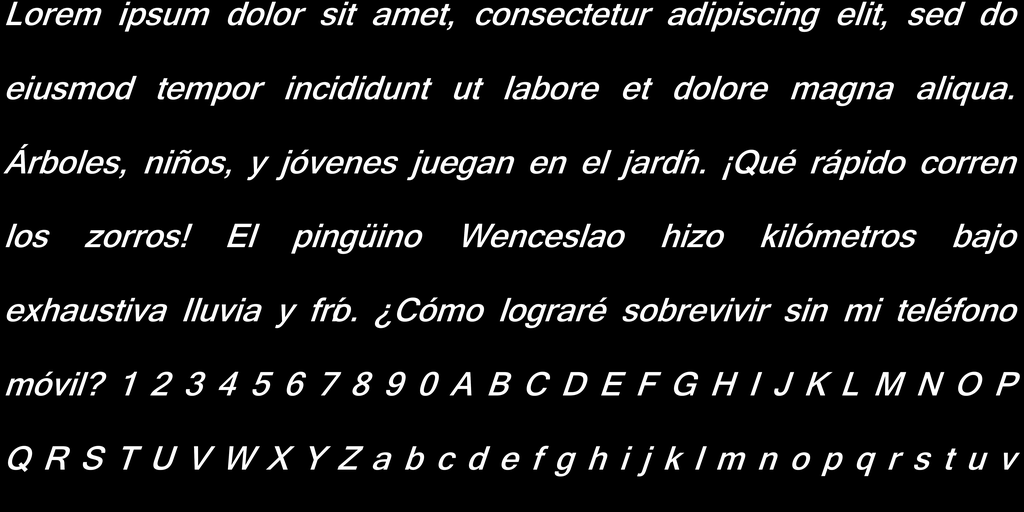 Lorem ipsum dolor sit amet, consectetur adipiscing elit, sed do
eiusmod tempor incididunt ut labore et dolore magna aliqua.
Árboles, niños, y jóvenes juegan en el jardín. ¡Qué rápido corren
los zorros! El pingüino Wenceslao hizo kilómetros bajo
exhaustiva lluvia y frío. ¿Cómo lograré sobrevivir sin mi teléfono
móvil? 1 2 3 4 5 6 7 8 9 0 A B C D E F G H I J K L M N O P
Q R S T U V W X Y Z a b c d e f g h i j k l m n o p q r s t u v